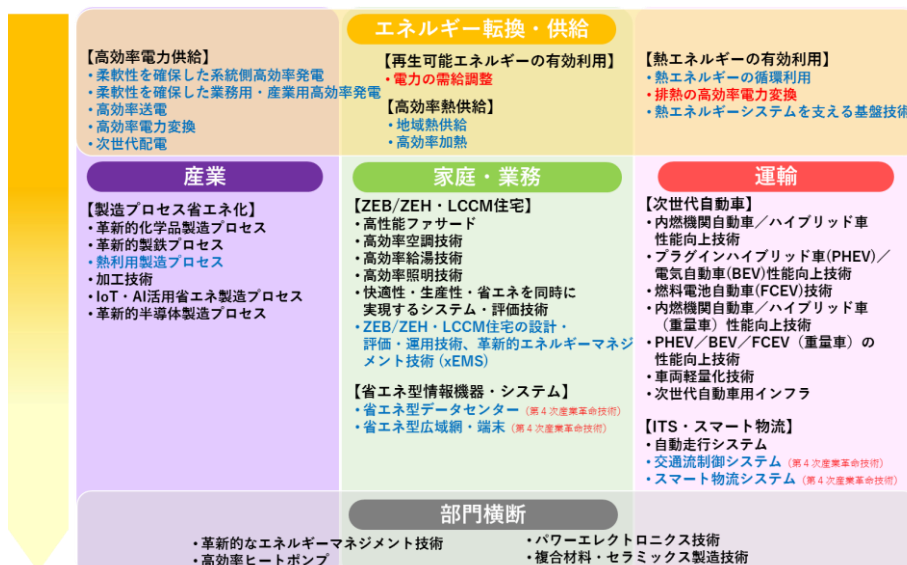 エネルギー転換・供給
【高効率電力供給】
・柔軟性を確保した系統側高効率発電
・柔軟性を確保した業務用・産業用高効率発電
・高効率送電
・高効率電力変換
・次世代配電
【再生可能エネルギーの有効利用】
・電力の需給調整
【高効率熱供給】
・地域熱供給
・高効率加熱
【熱エネルギーの有効利用】
・熱エネルギーの循環利用
・排熱の高効率電力変換
・熱エネルギーシステムを支える基盤技術
産業
【製造プロセス省エネ化】
・革新的化学品製造プロセス
・革新的製鉄プロセス
・熱利用製造プロセス
・加工技術
・IoT・AI活用省エネ製造プロセス
・革新的半導体製造プロセス
家庭・業務
【ZEB/ZEH・LCCM住宅】
・高性能ファサード
・高効率空調技術
・高効率給湯技術
・高効率照明技術
・快適性・生産性・省エネを同時に
実現するシステム・評価技術
・ZEB/ZEH・LCCM住宅の設計・
評価・運用技術、革新的エネルギーマネジ
メント技術(xEMS)
【省エネ型情報機器・システム】
・省エネ型データセンター (第4次産業革命技術)
・省エネ型広域網・端末 (第4次産業革命技術)
運輸
【次世代自動車】
・内燃機関自動車／ハイブリッド車
性能向上技術
・プラグインハイブリッド車(PHEV)／
電気自動車(BEV)性能向上技術
・燃料電池自動車(FCEV)技術
・内燃機関自動車／ハイブリッド車
（重量車）性能向上技術
・PHEV／BEV／FCEV（重量車）の
性能向上技術
・車両軽量化技術
・次世代自動車用インフラ
【ITS・スマート物流】
・自動走行システム
・交通流制御システム (第4次産業革命技術)
・スマート物流システム (第4次産業革命技術)
部門横断
・革新的なエネルギーマネジメント技術
・高効率ヒートポンプ
・パワーエレクトロニクス技術
・複合材料・セラミックス製造技術